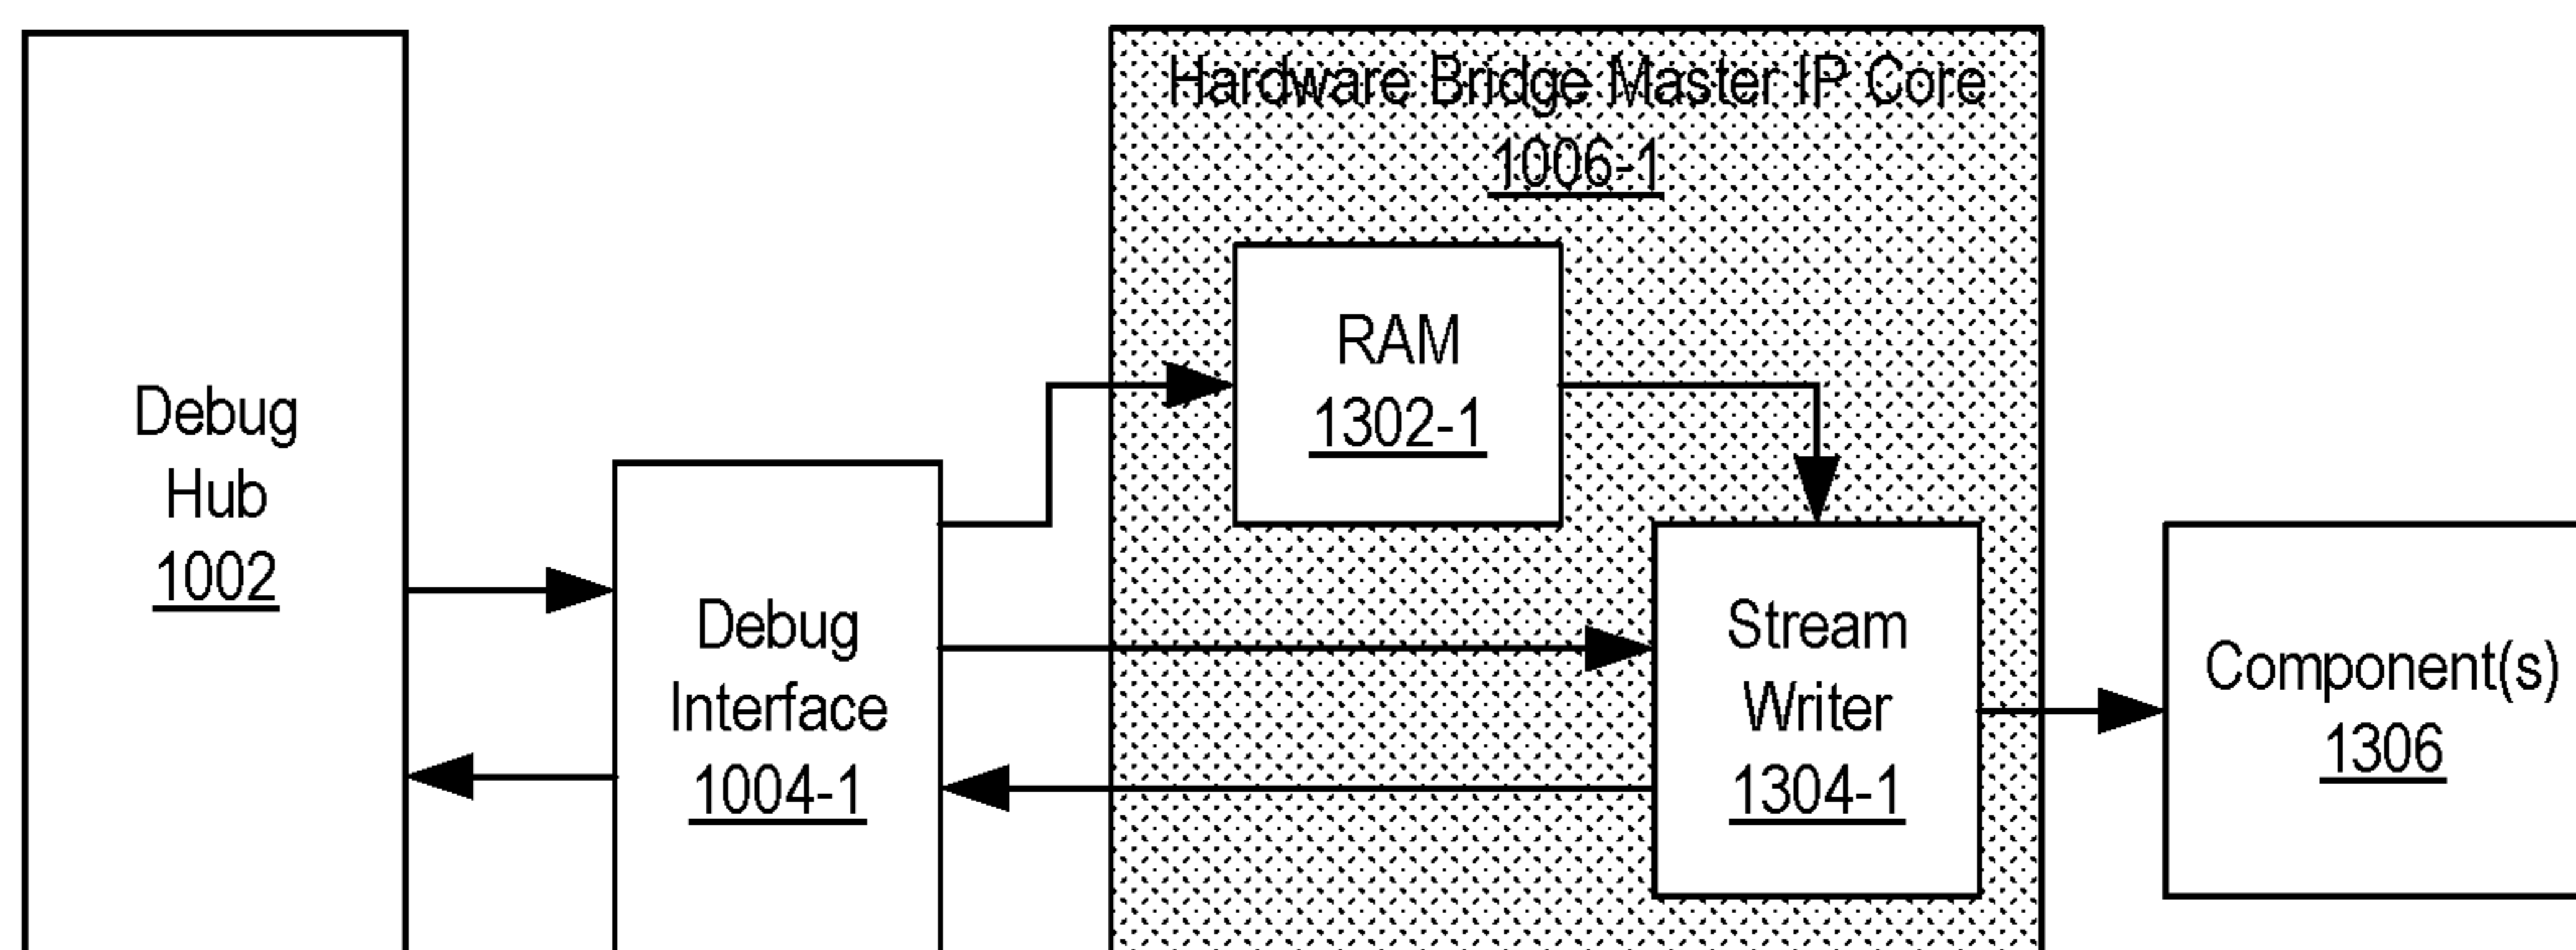 Hardware Bridge Master IP Core
1006-1
RAM
1302-1
Debug
Hub
1002
Debug
Interface
1004-1
Stream
Writer
1304-1
Component(s)
1306